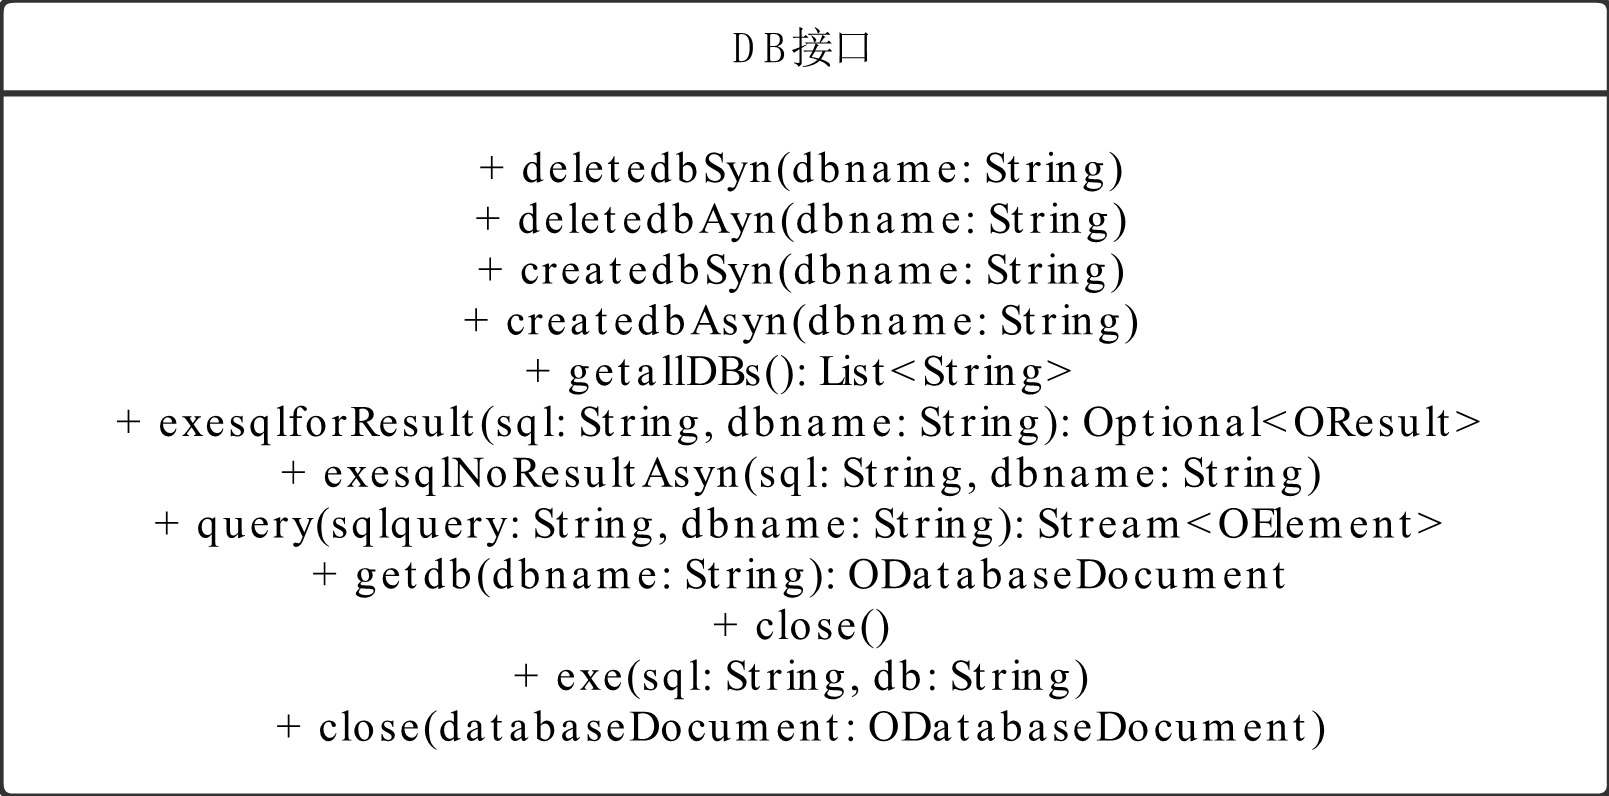 DB接口
+ deletedbSyn(dbname: String)
+ deletedbAyn(dbname: String)
+ createdbSyn(dbname: String)
+ createdbAsyn(dbname: String)
+ getallDBs(): List<String>
+ exesqlforResult(sql: String, dbname: String): Optional<OResult>
+ exesqlNoResultAsyn(sql: String, dbname: String)
+ query(sqlquery: String, dbname: String): Stream<OElement>
+ getdb(dbname: String): ODatabaseDocument
+ close()
+ exe(sql: String, db: String)
+ close(databaseDocument: ODatabaseDocument)